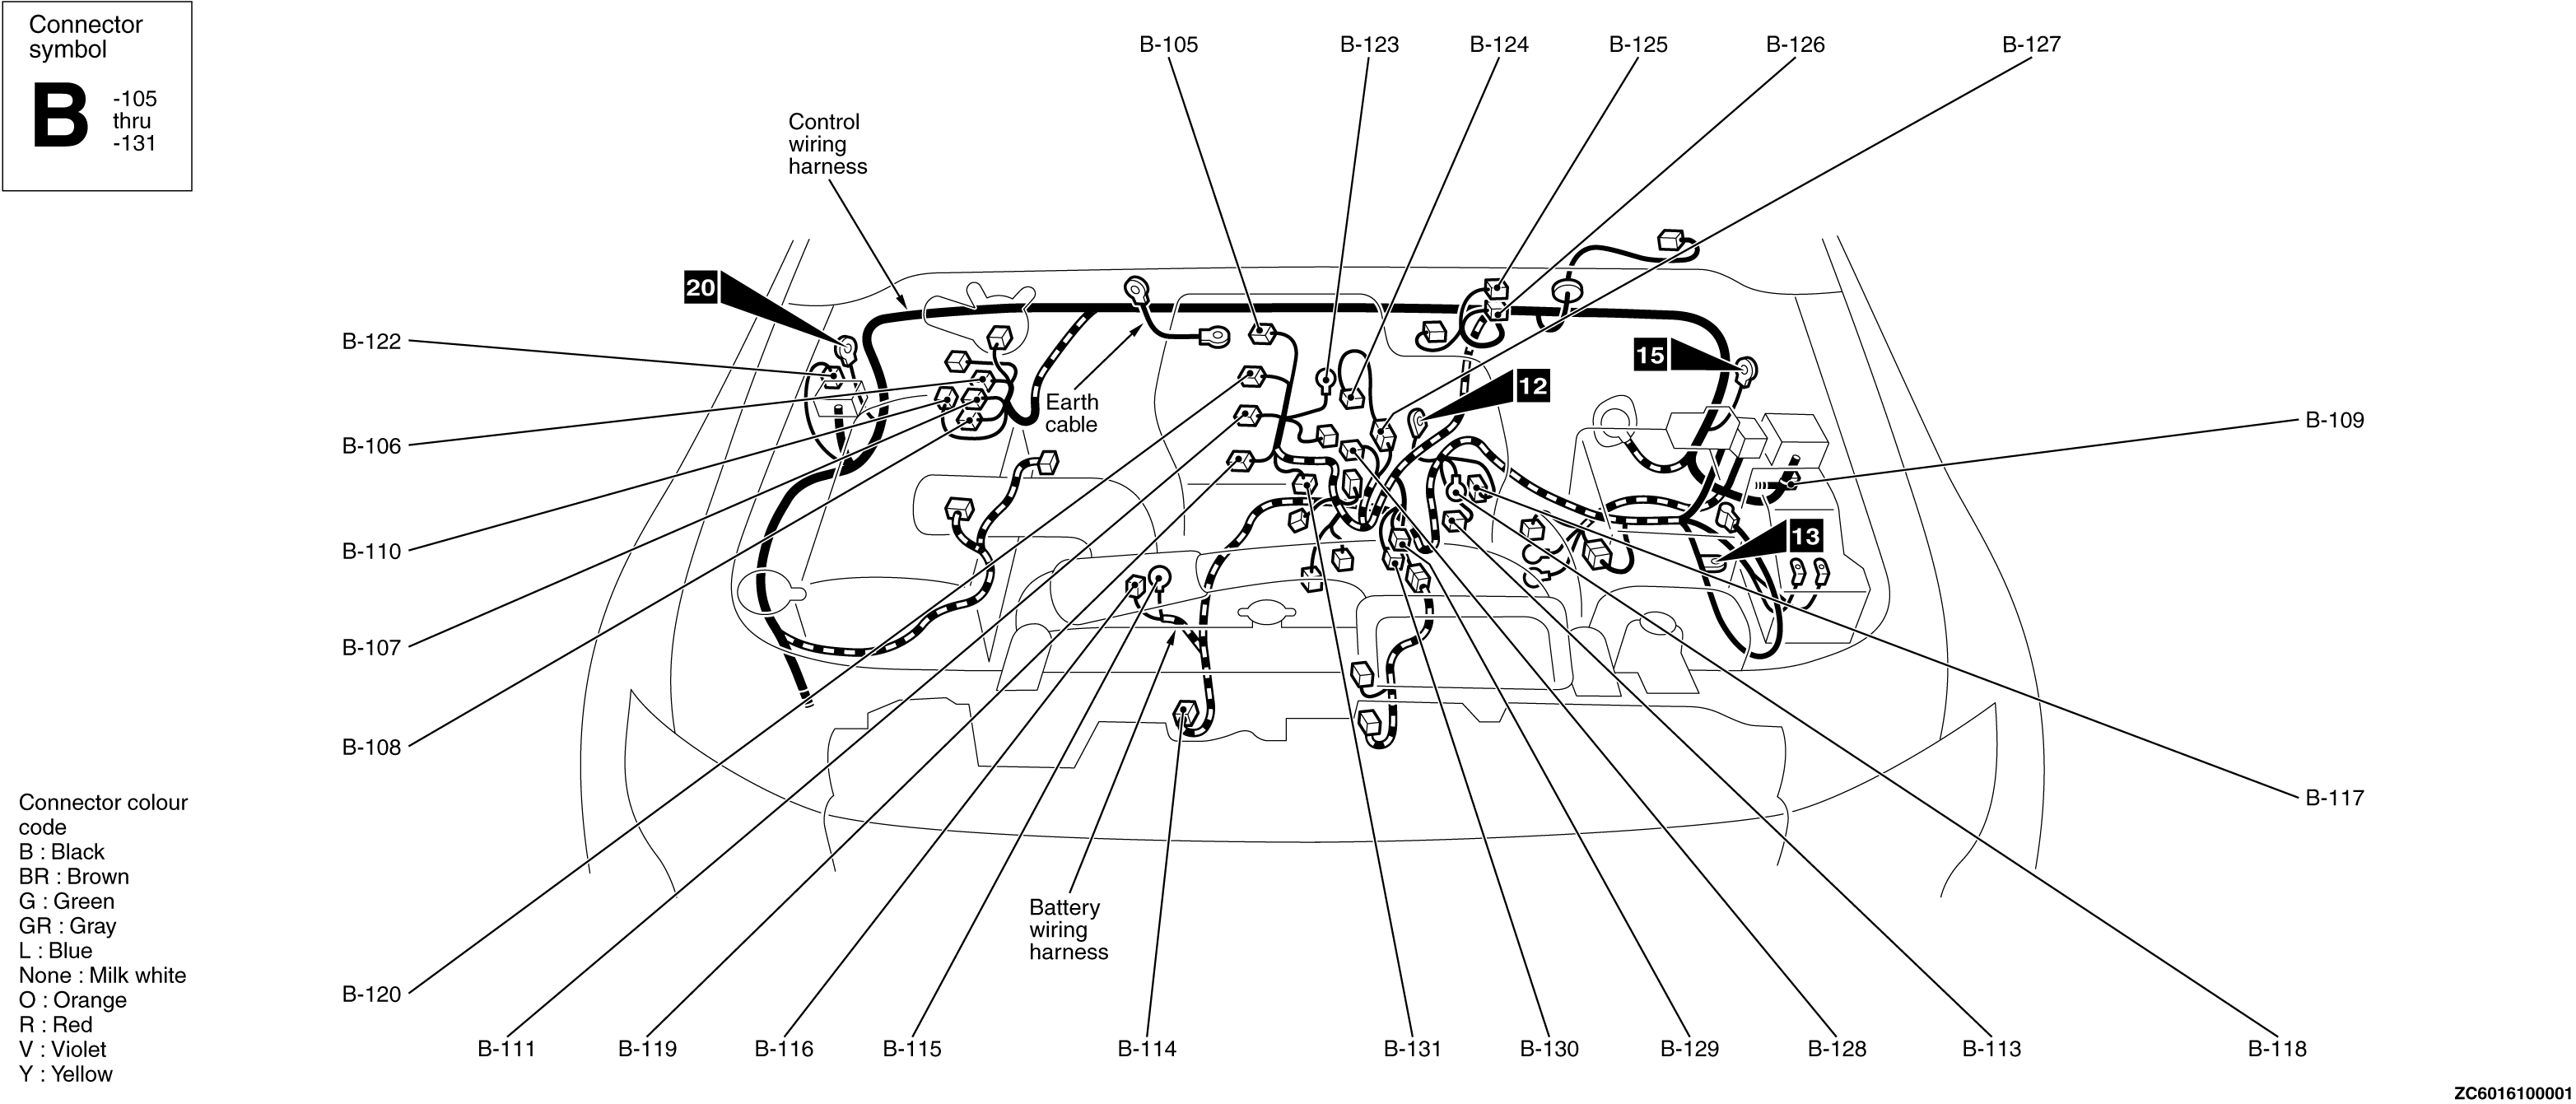 Connector
symbol
B
-105
thru
-131
B-105
B-123
B-124
B-125
B-126
B-127
Control
wiring
harness
20
B-122
B-106
B-110
B-107
B-108
Earth
cable
12
15
13
B-109
B-117
Connector colour
code
B : Black
BR : Brown
G : Green
GR : Gray
L : Blue
None : Milk white
O : Orange
R : Red
V : Violet
Y : Yellow
Battery
wiring
harness
B-120
B-111
B-119
B-116
B-115
B-114
B-131
B-130
B-129
B-128
B-113
B-118
ZC6016100001